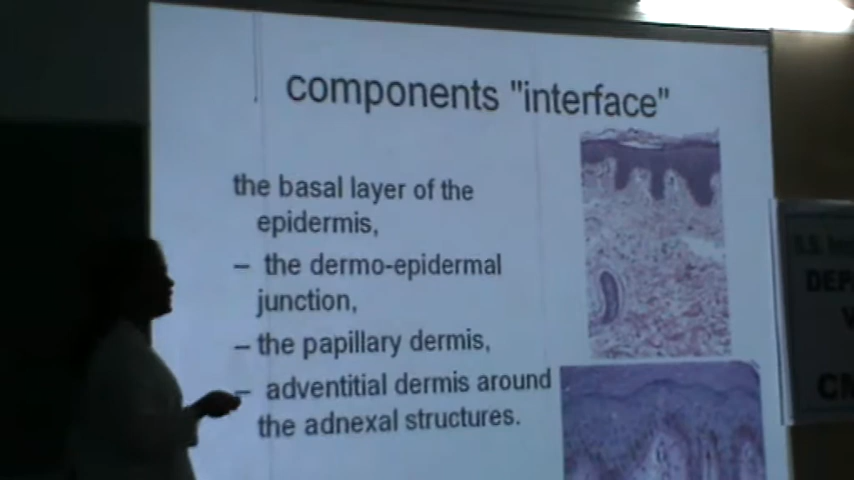 components "interface"
the basal layer of the
epidermis,
– the dermo-epidermal
junction,
– the papillary dermis,
– adventitial dermis around
the adnexal structures.